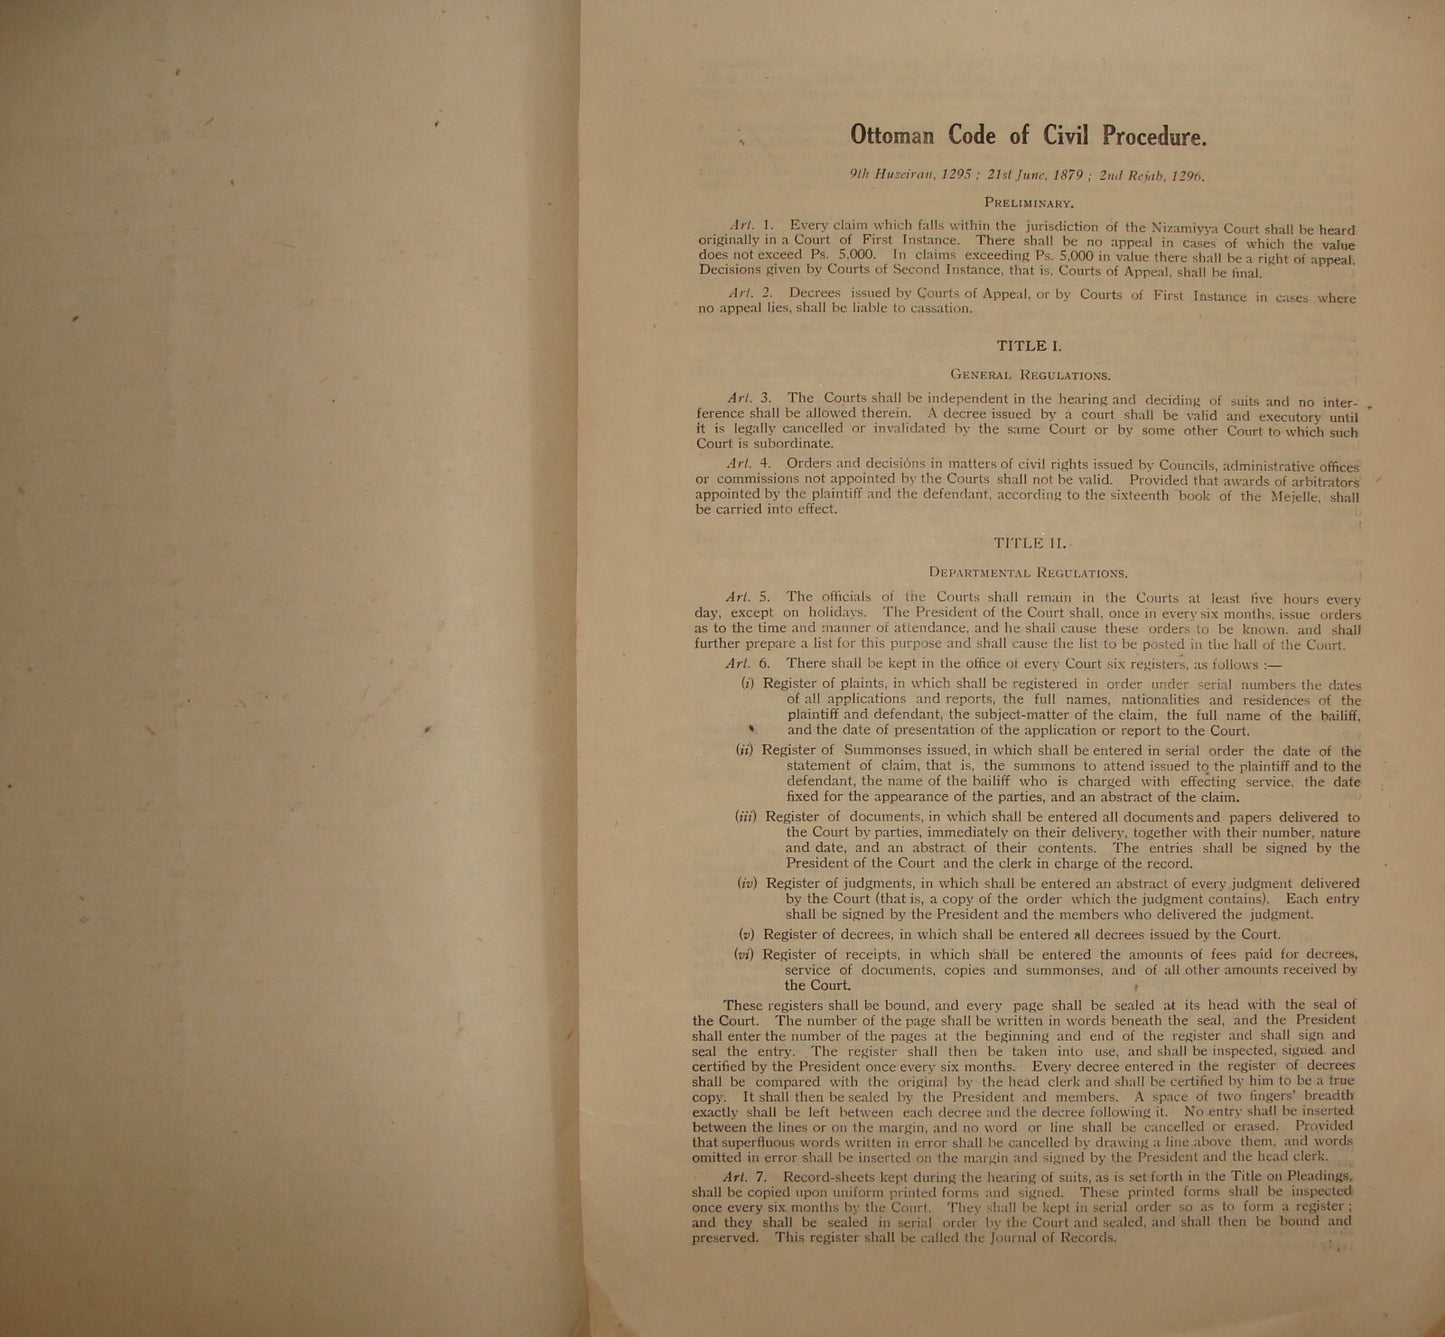 Ottoman Code of Civil Procedure.
9th Huzeiran, 1295 ; 21st June, 1879 ; 2nd Rejab, 1296.
PRELIMINARY.
Art. 1. Every claim which falls within the jurisdiction of the Nizamiyya Court shall be heard
originally in a Court of First Instance. There shall be no appeal in cases of which the value
does not exceed Ps. 5,000. In claims exceeding Ps. 5,000 in value there shall be a right of appeal.
Decisions given by Courts of Second Instance, that is, Courts of Appeal, shall be final.
Art. 2. Decrees issued by Courts of Appeal, or by Courts of First Instance in cases where
no appeal lies, shall be liable to cassation.
TITLE I.
GENERAL REGULATIONS.
Art. 3. The Courts shall be independent in the hearing and deciding of suits and no inter-
ference shall be allowed therein. A decree issued by a court shall be valid and executory until
it is legally cancelled or invalidated by the same Court or by some other Court to which such
Court is subordinate.
Art. 4. Orders and decisions in matters of civil rights issued by Councils, administrative offices
or commissions not appointed by the Courts shall not be valid. Provided that awards of arbitrators
appointed by the plaintiff and the defendant, according to the sixteenth book of the Mejelle, shall
be carried into effect.
TITLE II.
DEPARTMENTAL REGULATIONS.
Art. 5. The officials of the Courts shall remain in the Courts at least five hours every
day, except on holidays. The President of the Court shall, once in every six months, issue orders
as to the time and manner of attendance, and he shall cause these orders to be known, and shall
further prepare a list for this purpose and shall cause the list to be posted in the hall of the Court.
Art. 6. There shall be kept in the office of every Court six registers, as follows :—
(i) Register of plaints, in which shall be registered in order under serial numbers the dates
of all applications and reports, the full names, nationalities and residences of the
plaintiff and defendant, the subject-matter of the claim, the full name of the bailiff,
and the date of presentation of the application or report to the Court.
(ii) Register of Summonses issued, in which shall be entered in serial order the date of the
statement of claim, that is, the summons to attend issued to the plaintiff and to the
defendant, the name of the bailiff who is charged with effecting service, the date
fixed for the appearance of the parties, and an abstract of the claim.
(iii) Register of documents, in which shall be entered all documents and papers delivered to
the Court by parties, immediately on their delivery, together with their number, nature
and date, and an abstract of their contents. The entries shall be signed by the
President of the Court and the clerk in charge of the record.
(iv) Register of judgments, in which shall be entered an abstract of every judgment delivered
by the Court (that is, a copy of the order which the judgment contains). Each entry
shall be signed by the President and the members who delivered the judgment.
(v) Register of decrees, in which shall be entered all decrees issued by the Court.
(vi) Register of receipts, in which shall be entered the amounts of fees paid for decrees,
service of documents, copies and summonses, and of all other amounts received by
the Court.
These registers shall be bound, and every page shall be sealed at its head with the seal of
the Court. The number of the page shall be written in words beneath the seal, and the President
shall enter the number of the pages at the beginning and end of the register and shall sign and
seal the entry. The register shall then be taken into use, and shall be inspected, signed and
certified by the President once every six months. Every decree entered in the register of decrees
shall be compared with the original by the head clerk and shall be certified by him to be a true
copy. It shall then be sealed by the President and members. A space of two fingers' breadth
exactly shall be left between each decree and the decree following it. No entry shall be inserted
between the lines or on the margin, and no word or line shall be cancelled or erased. Provided
that superfluous words written in error shall be cancelled by drawing a line above them, and words
omitted in error shall be inserted on the margin and signed by the President and the head clerk.
Art. 7. Record-sheets kept during the hearing of suits, as is set forth in the Title on Pleadings,
shall be copied upon uniform printed forms and signed. These printed forms shall be inspected
once every six months by the Court. They shall be kept in serial order so as to form a register ;
and they shall be sealed in serial order by the Court and sealed, and shall then be bound and
preserved. This register shall be called the Journal of Records.